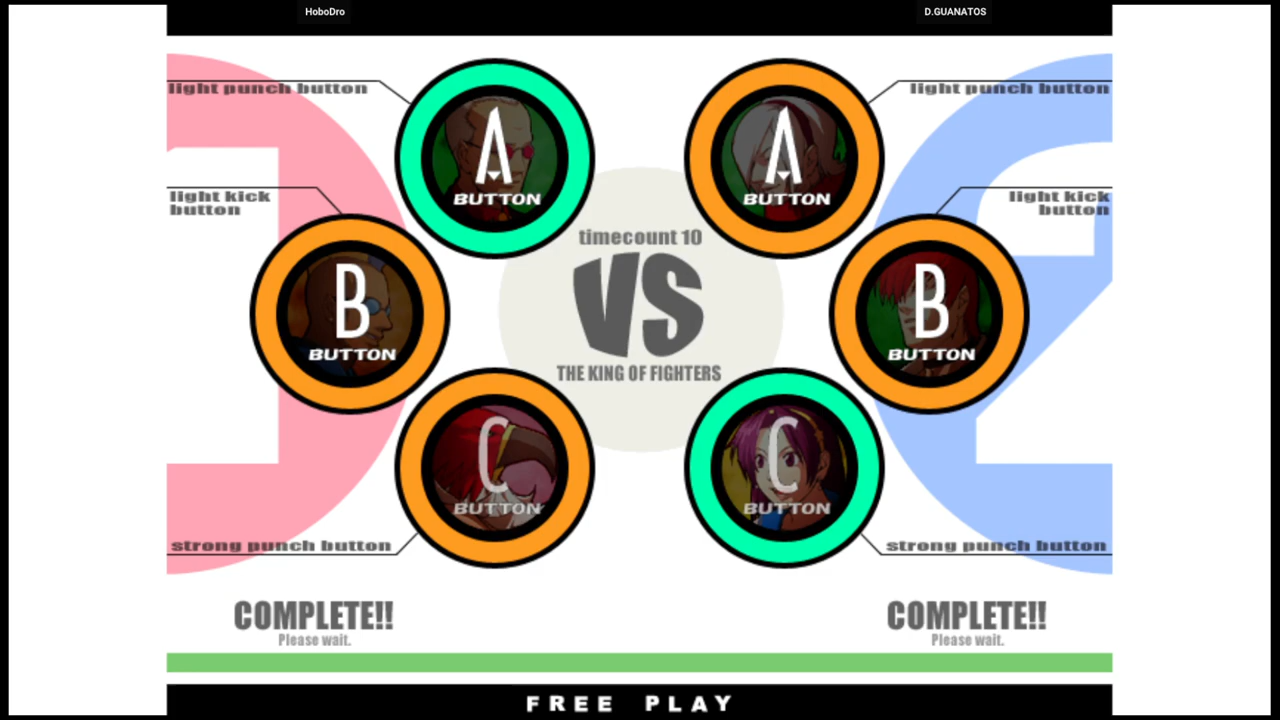 HoboDro
D.GUANATOS
light punch button
light punch button
A
BUTTON
A
BUTTON
light kick
button
light kick
button
timecount 10
VS
THE KING OF FIGHTERS
B
BUTTON
B
BUTTON
C
BUTTON
C
BUTTON
strong punch button
strong punch button
COMPLETE!!
Please wait.
COMPLETE!!
Please wait.
1
2
FREE PLAY